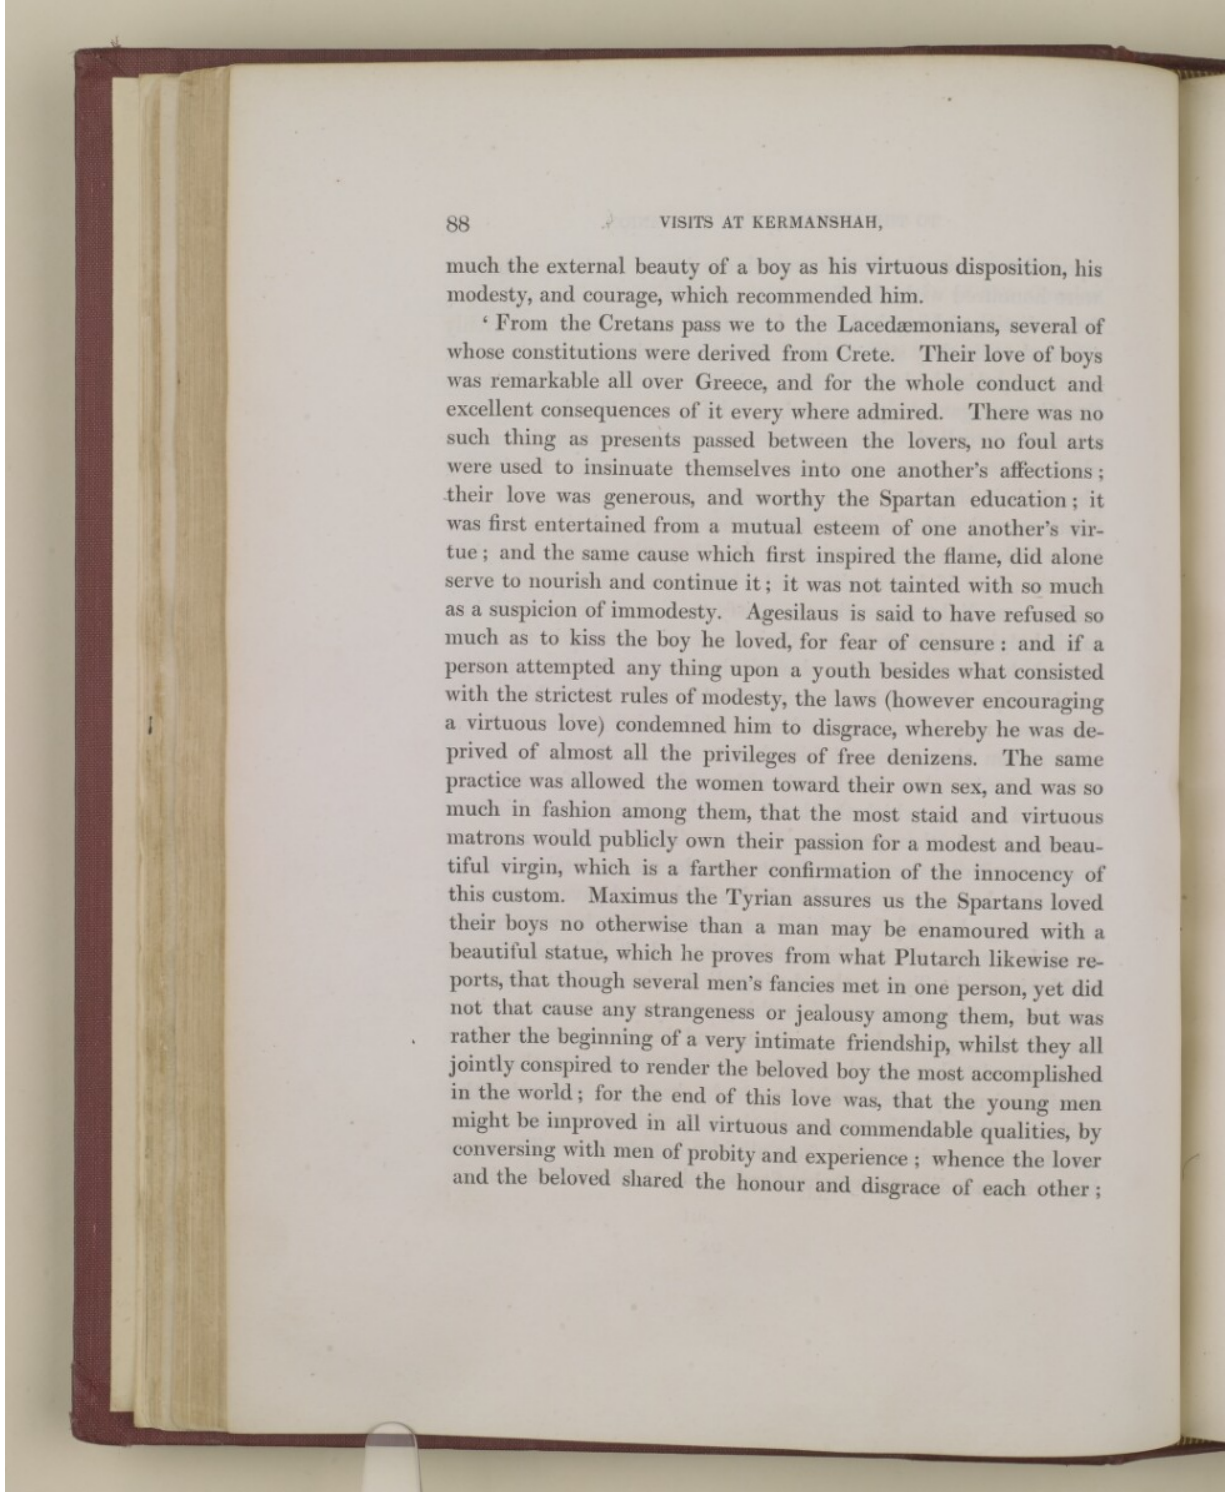 88 VISITS AT KERMANSHAH,
much the external beauty of a boy as his virtuous disposition, his
modesty, and courage, which recommended him.
‘ From the Cretans pass we to the Lacedæmonians, several of
whose constitutions were derived from Crete. Their love of boys
was remarkable all over Greece, and for the whole conduct and
excellent consequences of it every where admired. There was no
such thing as presents passed between the lovers, no foul arts
were used to insinuate themselves into one another’s affections ;
their love was generous, and worthy the Spartan education ; it
was first entertained from a mutual esteem of one another’s vir-
tue ; and the same cause which first inspired the flame, did alone
serve to nourish and continue it ; it was not tainted with so much
as a suspicion of immodesty. Agesilaus is said to have refused so
much as to kiss the boy he loved, for fear of censure : and if a
person attempted any thing upon a youth besides what consisted
with the strictest rules of modesty, the laws (however encouraging
a virtuous love) condemned him to disgrace, whereby he was de-
prived of almost all the privileges of free denizens. The same
practice was allowed the women toward their own sex, and was so
much in fashion among them, that the most staid and virtuous
matrons would publicly own their passion for a modest and beau-
tiful virgin, which is a farther confirmation of the innocency of
this custom. Maximus the Tyrian assures us the Spartans loved
their boys no otherwise than a man may be enamoured with a
beautiful statue, which he proves from what Plutarch likewise re-
ports, that though several men’s fancies met in one person, yet did
not that cause any strangeness or jealousy among them, but was
rather the beginning of a very intimate friendship, whilst they all
jointly conspired to render the beloved boy the most accomplished
in the world ; for the end of this love was, that the young men
might be improved in all virtuous and commendable qualities, by
conversing with men of probity and experience ; whence the lover
and the beloved shared the honour and disgrace of each other ;